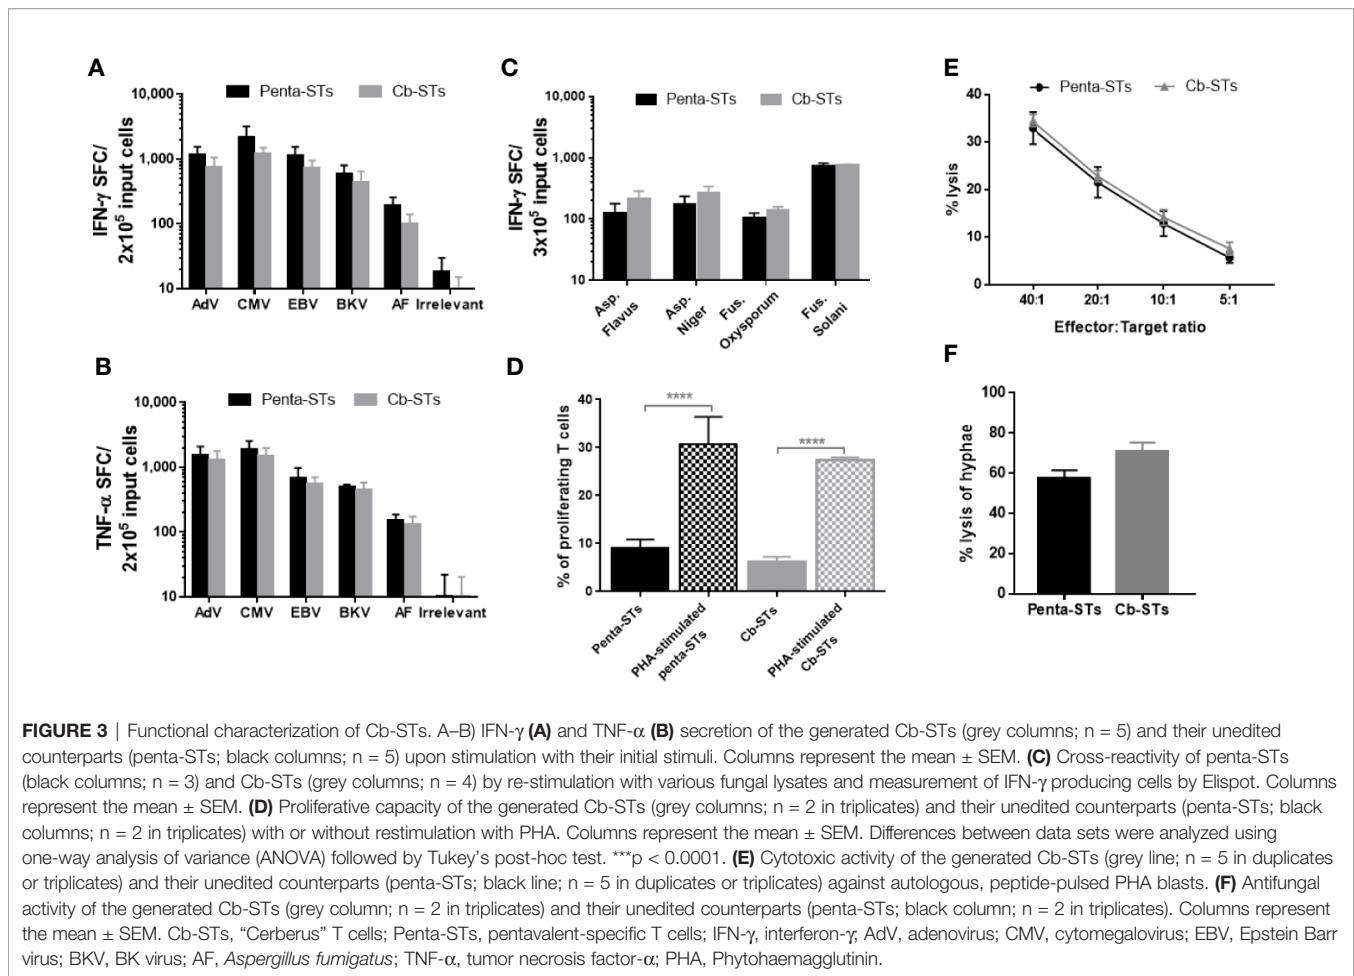 A
Penta-STs
Cb-STs
IFN-γ SFC/
2x10⁵ input cells
10,000
1,000
100
10
AdV
CMV
EBV
BKV
AF
Irrelevant
B
Penta-STs
Cb-STs
TNF-α SFC/
2x10⁵ input cells
10,000
1,000
100
10
AdV
CMV
EBV
BKV
AF
Irrelevant
C
Penta-STs
Cb-STs
IFN-γ SFC/
3x10⁵ input cells
10,000
1,000
100
10
Asp.
Flavus
Asp.
Niger
Fus.
Oxysporum
Fus.
Solani
D
% of proliferating T cells
40
30
20
10
0
****
****
Penta-STs
PHA-stimulated
penta-STs
Cb-STs
PHA-stimulated
Cb-STs
E
Penta-STs
Cb-STs
% lysis
40
30
20
10
0
40:1
20:1
10:1
5:1
Effector:Target ratio
F
% lysis of hyphae
100
80
60
40
20
0
Penta-STs
Cb-STs
FIGURE 3 | Functional characterization of Cb-STs. A–B) IFN-γ (A) and TNF-α (B) secretion of the generated Cb-STs (grey columns; n = 5) and their unedited
counterparts (penta-STs; black columns; n = 5) upon stimulation with their initial stimuli. Columns represent the mean ± SEM. (C) Cross-reactivity of penta-STs
(black columns; n = 3) and Cb-STs (grey columns; n = 4) by re-stimulation with various fungal lysates and measurement of IFN-γ producing cells by Elispot. Columns
represent the mean ± SEM. (D) Proliferative capacity of the generated Cb-STs (grey columns; n = 2 in triplicates) and their unedited counterparts (penta-STs; black
columns; n = 2 in triplicates) with or without restimulation with PHA. Columns represent the mean ± SEM. Differences between data sets were analyzed using
one-way analysis of variance (ANOVA) followed by Tukey's post-hoc test. ***p < 0.0001. (E) Cytotoxic activity of the generated Cb-STs (grey line; n = 5 in duplicates
or triplicates) and their unedited counterparts (penta-STs; black line; n = 5 in duplicates or triplicates) against autologous, peptide-pulsed PHA blasts. (F) Antifungal
activity of the generated Cb-STs (grey column; n = 2 in triplicates) and their unedited counterparts (penta-STs; black column; n = 2 in triplicates). Columns represent
the mean ± SEM. Cb-STs, “Cerberus” T cells; Penta-STs, pentavalent-specific T cells; IFN-γ, interferon-γ; AdV, adenovirus; CMV, cytomegalovirus; EBV, Epstein Barr
virus; BKV, BK virus; AF, Aspergillus fumigatus; TNF-α, tumor necrosis factor-α; PHA, Phytohaemagglutinin.